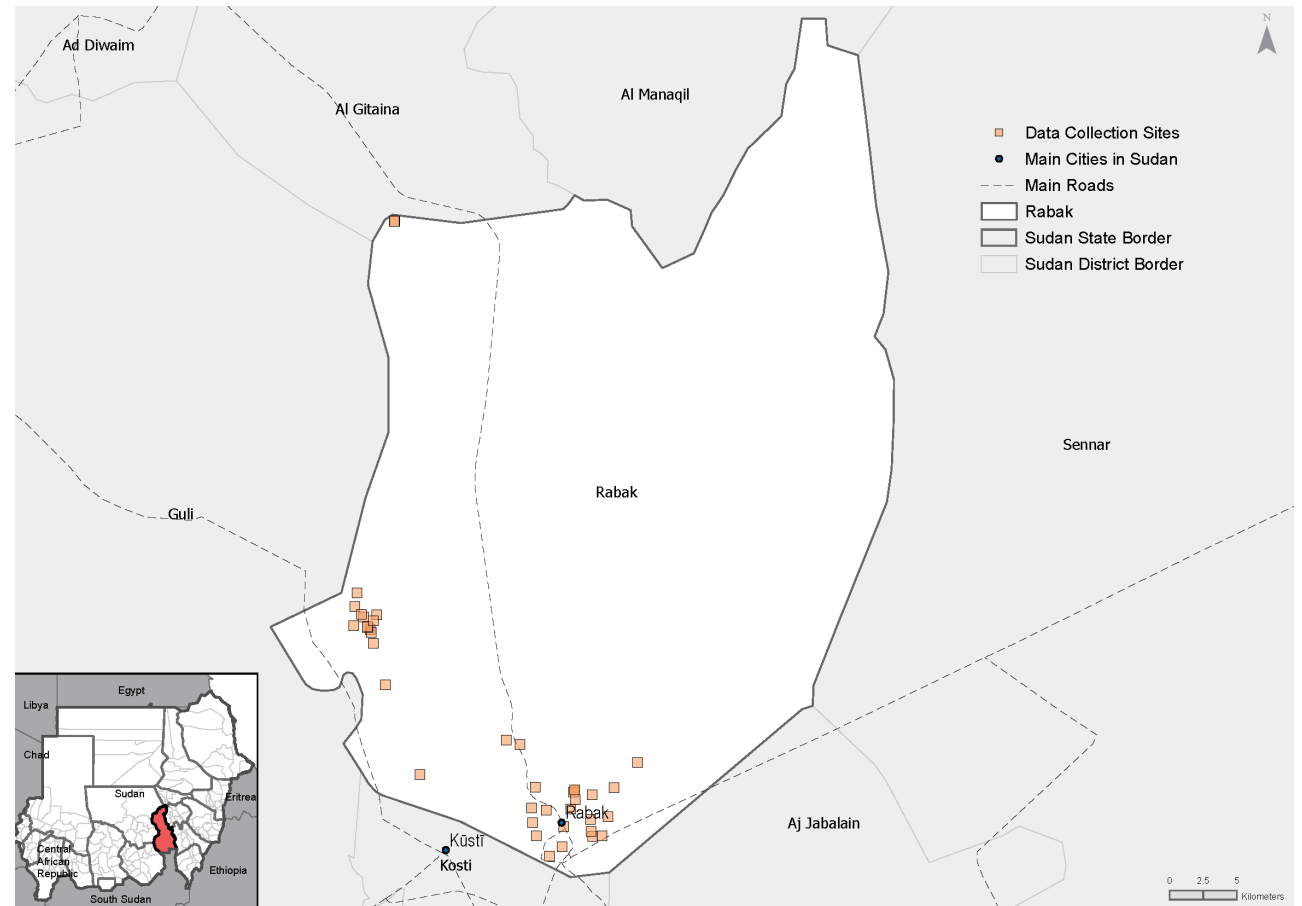 N
Ad Diwaim
Al Manaqil
Al Gitaina
Data Collection Sites
Main Cities in Sudan
Main Roads
Rabak
Sudan State Border
Sudan District Border
Sennar
Rabak
Guli
Rabak
Aj Jabalain
Kūstī
Kosti
Egypt
Libya
Chad
Sudan
Eritrea
Central
African
Republic
Ethiopia
South Sudan
0 2.5 5
Kilometers